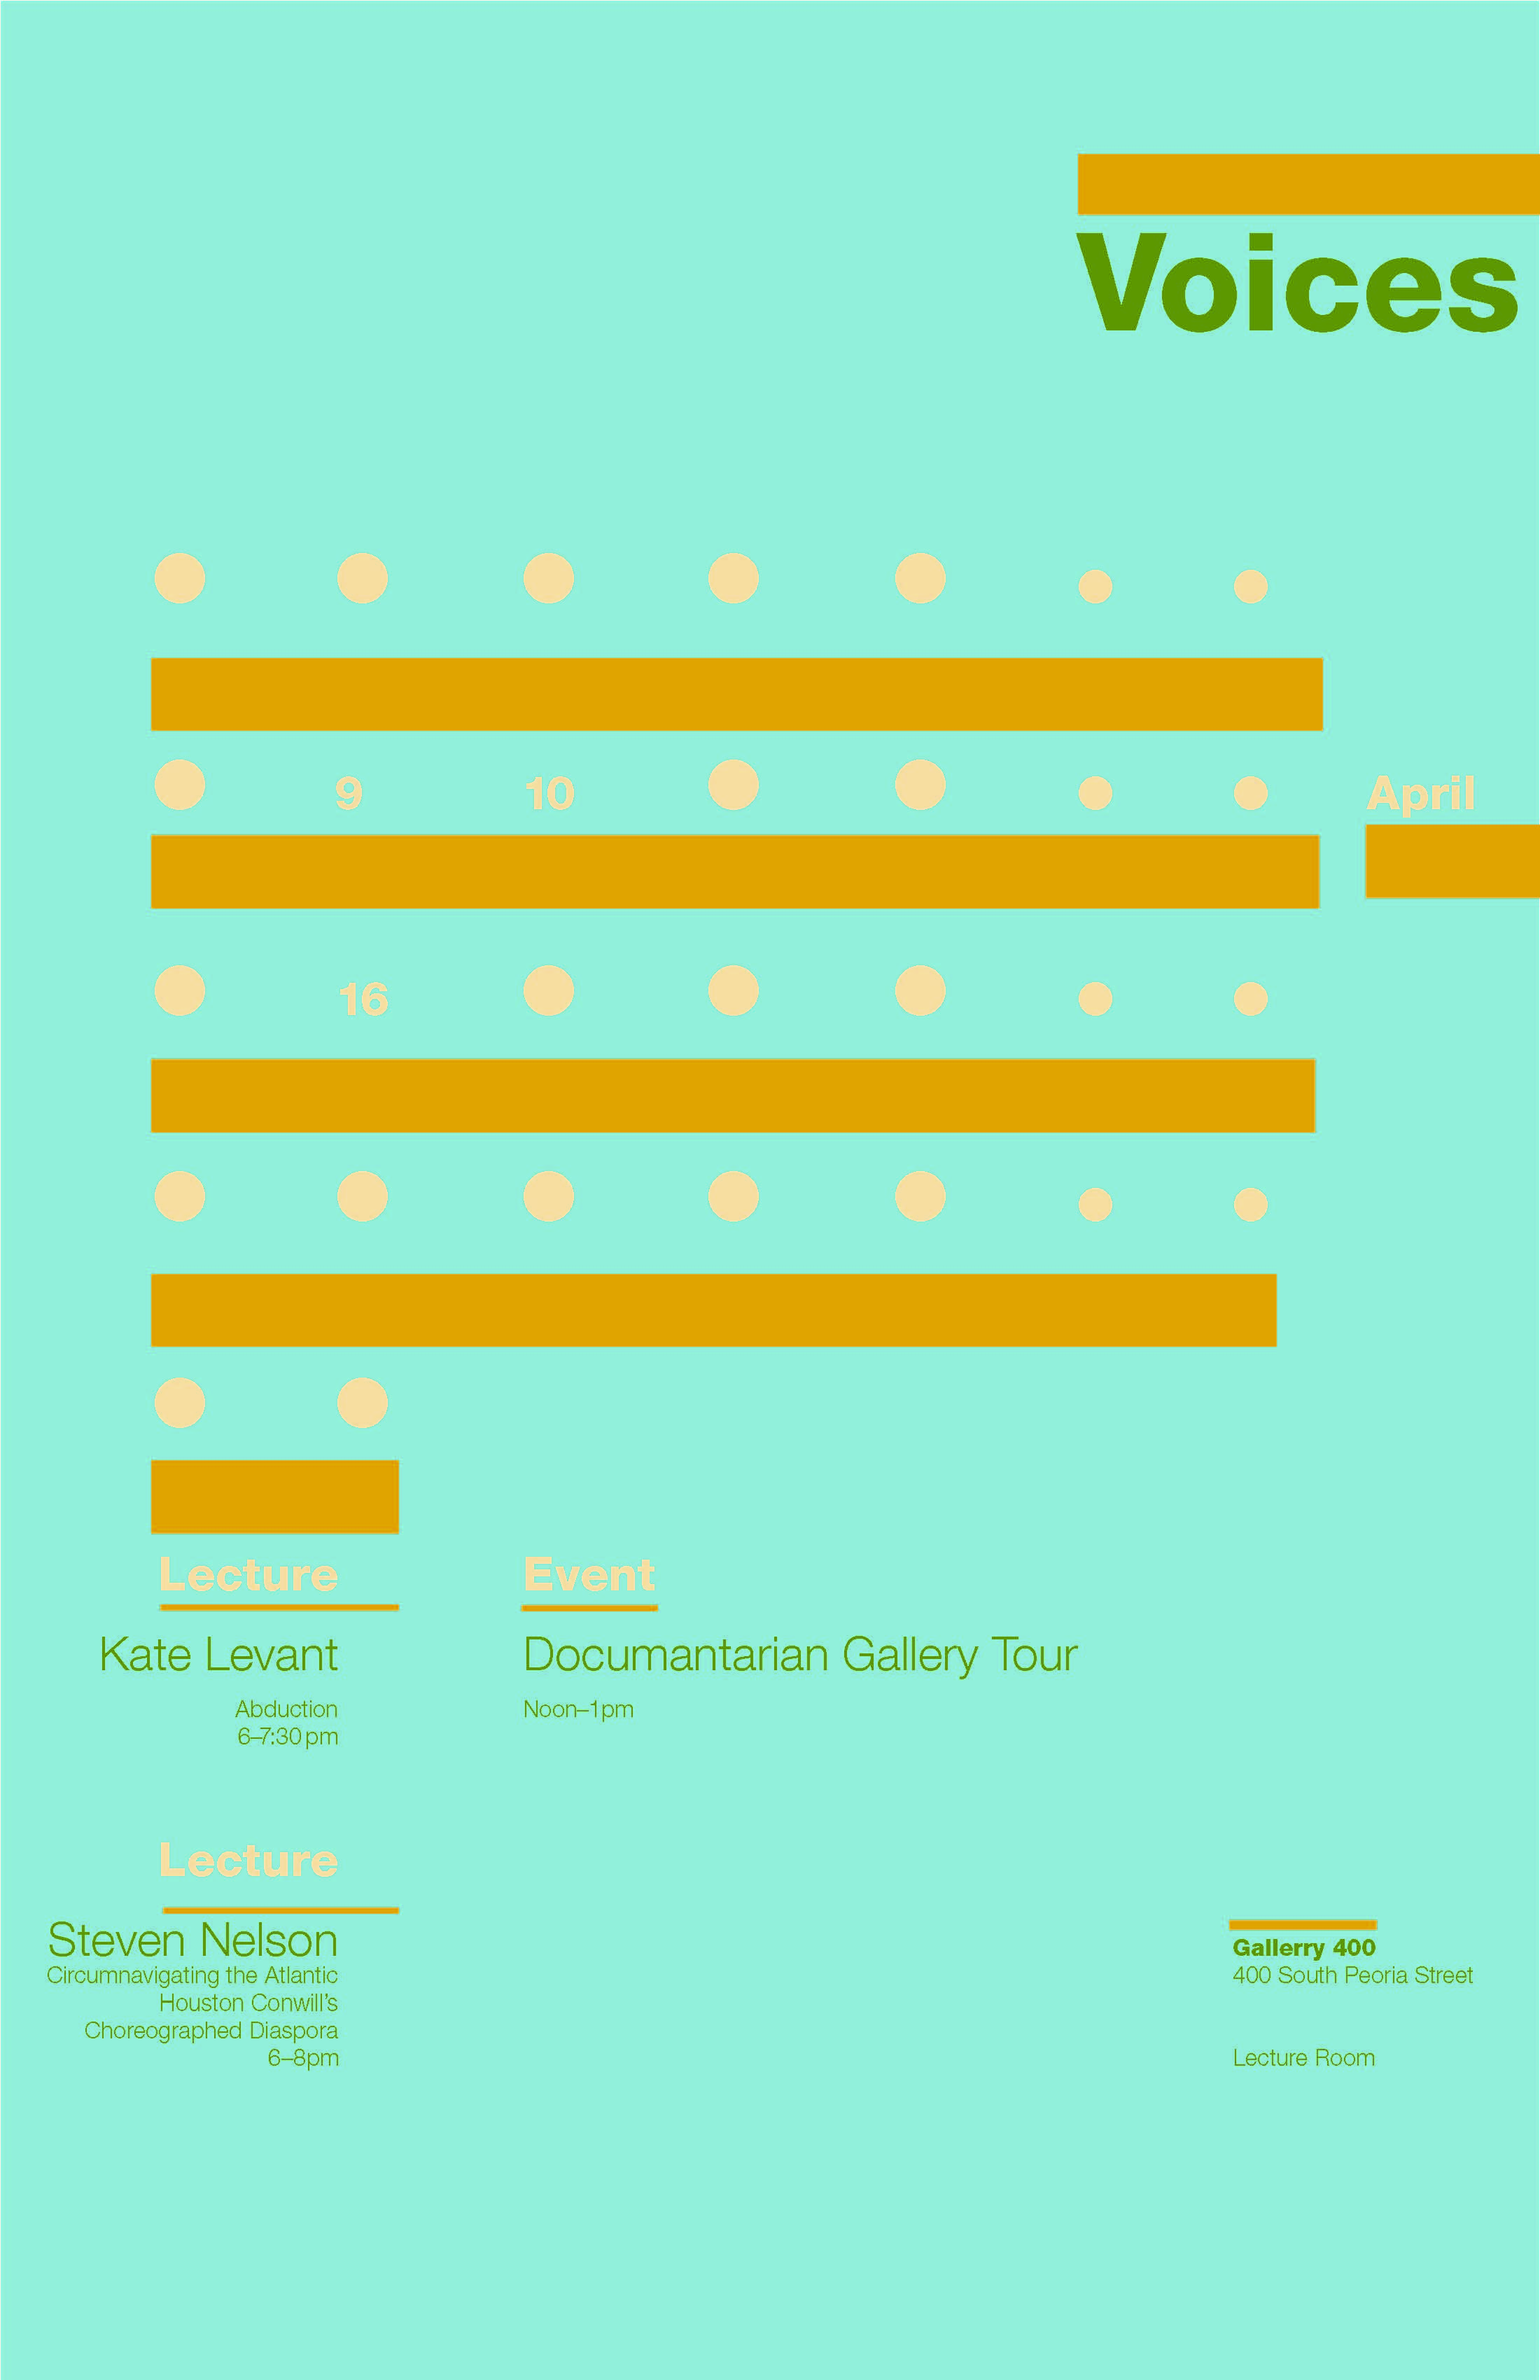 Voices
9
10
April
16
Lecture
Kate Levant
Abduction
6–7:30 pm
Event
Documantarian Gallery Tour
Noon–1pm
Lecture
Steven Nelson
Circumnavigating the Atlantic
Houston Conwill’s
Choreographed Diaspora
6–8pm
Gallerry 400
400 South Peoria Street
Lecture Room